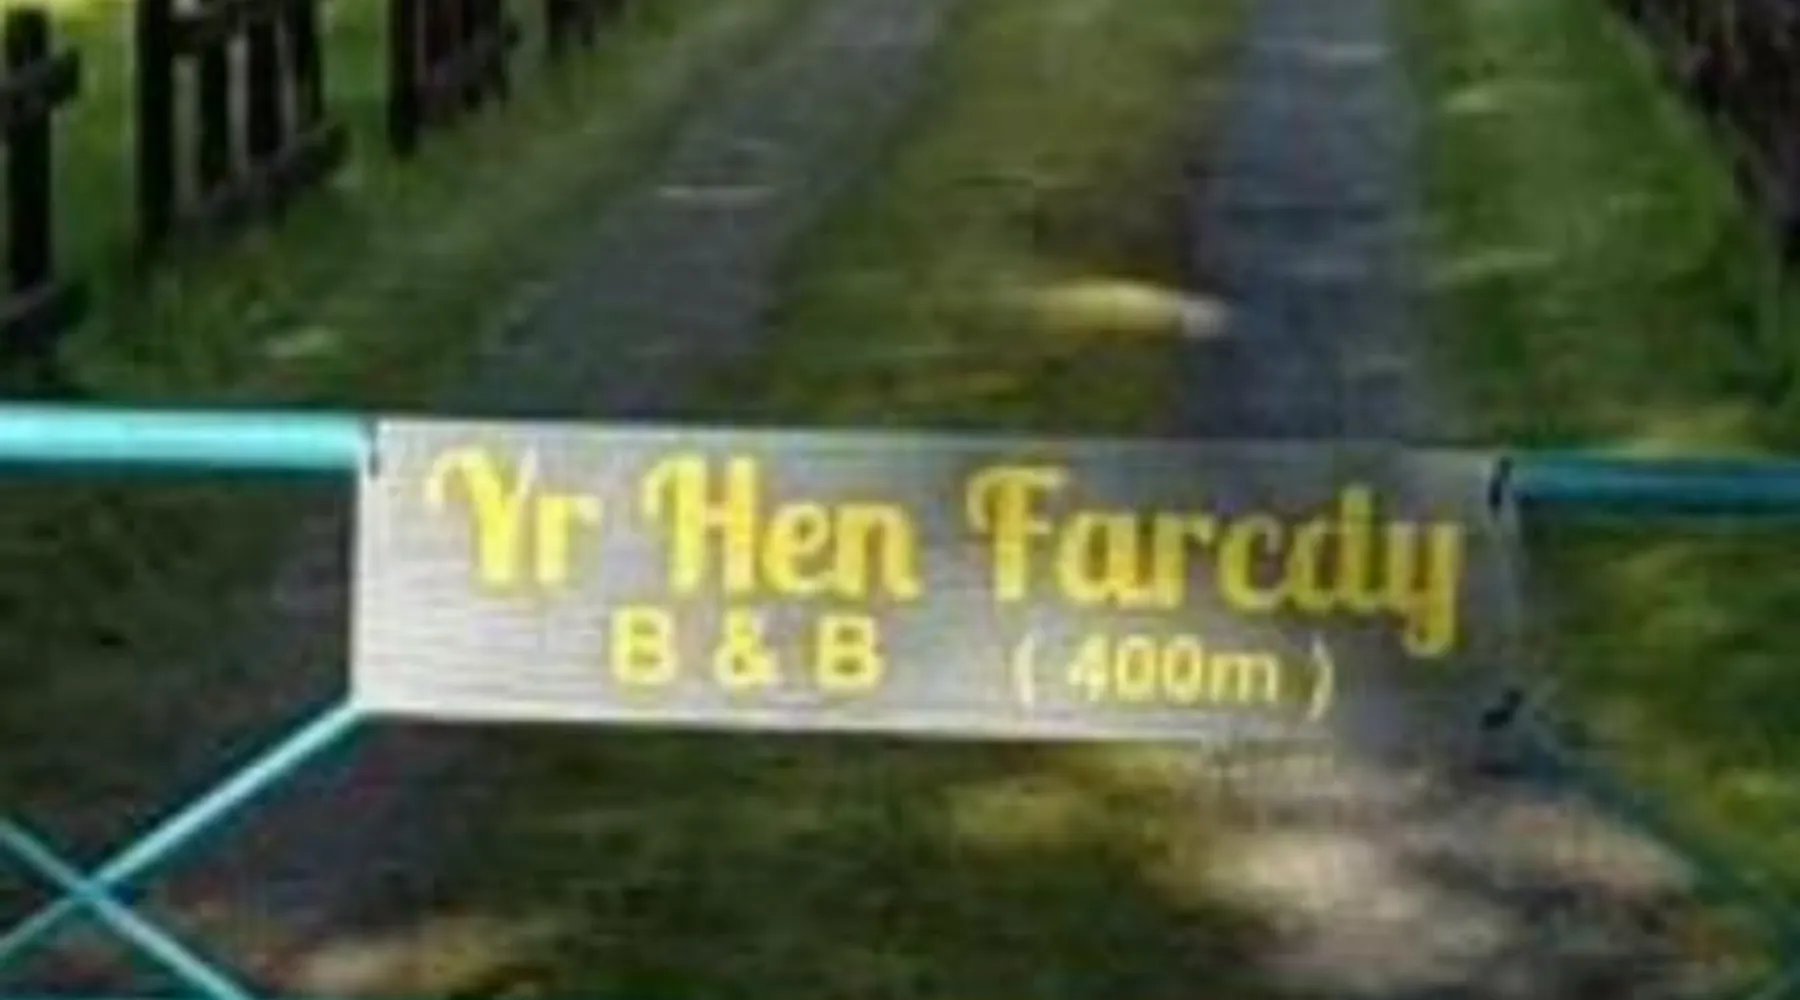 Yr Hen Farcdy
B & B ( 400m )